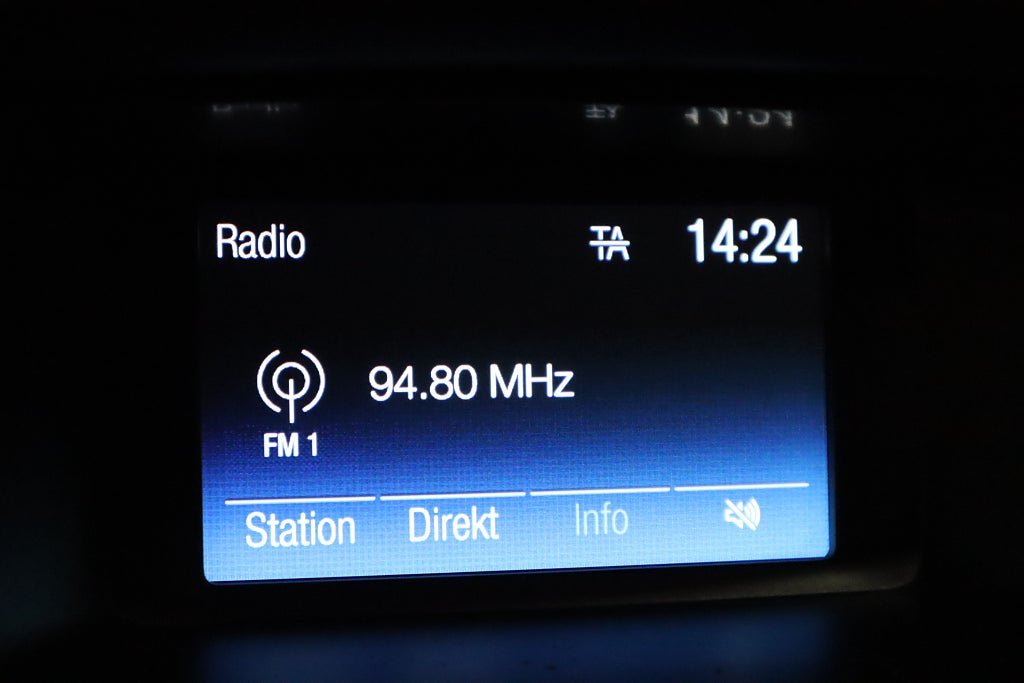 Radio TA 14:24
94.80 MHz
FM 1
Station Direkt Info